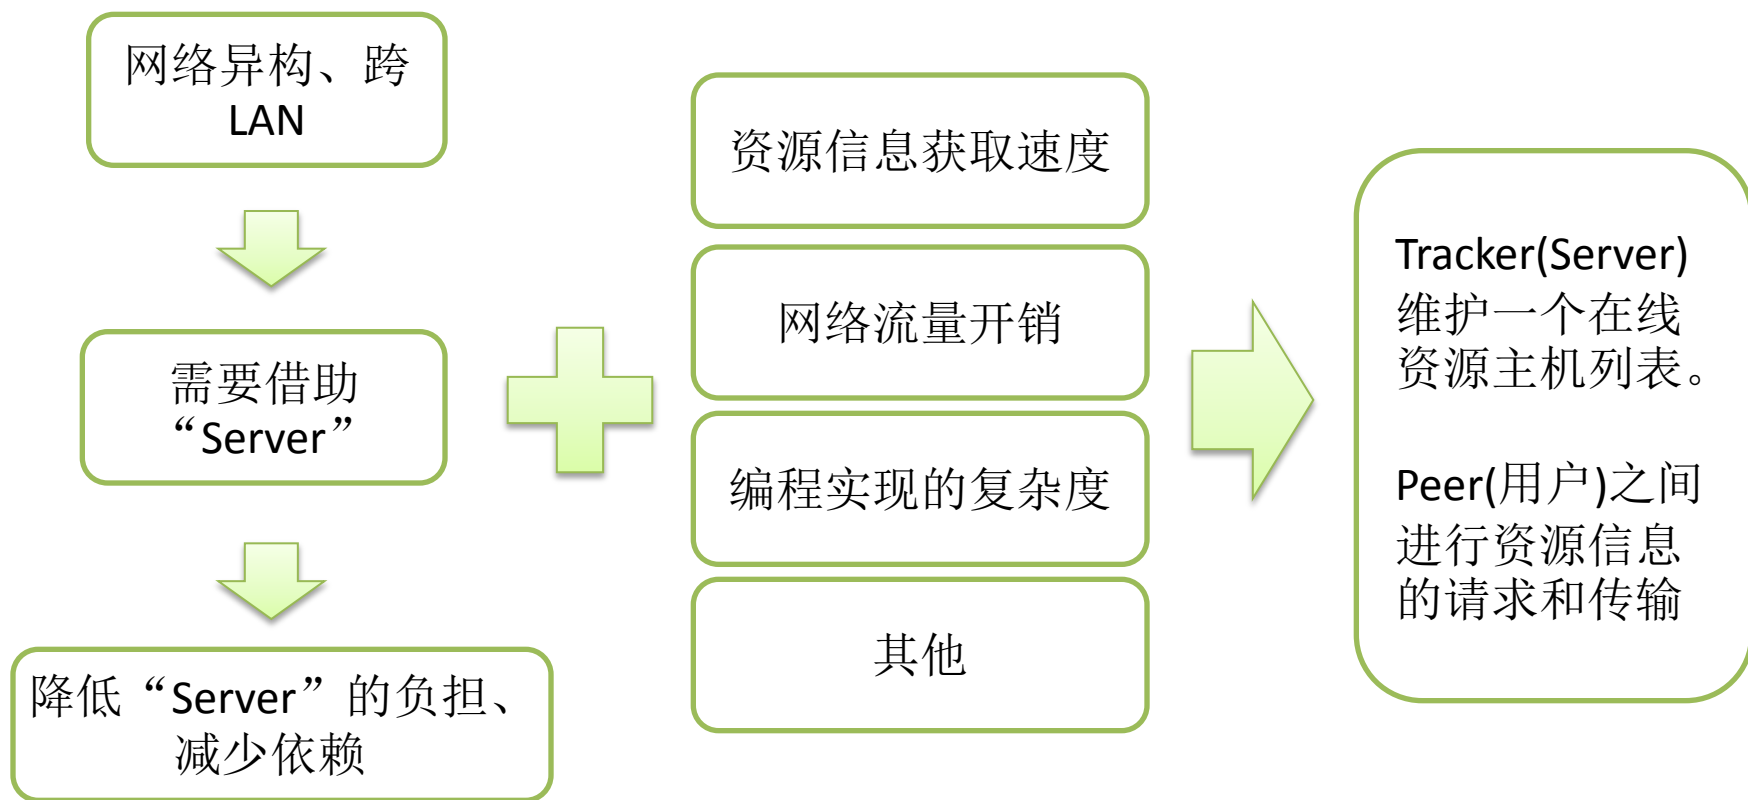 网络异构、跨
LAN
需要借助
“Server”
降低“Server”的负担、
减少依赖
资源信息获取速度
网络流量开销
编程实现的复杂度
其他
Tracker(Server)
维护一个在线
资源主机列表。
Peer(用户)之间
进行资源信息
的请求和传输